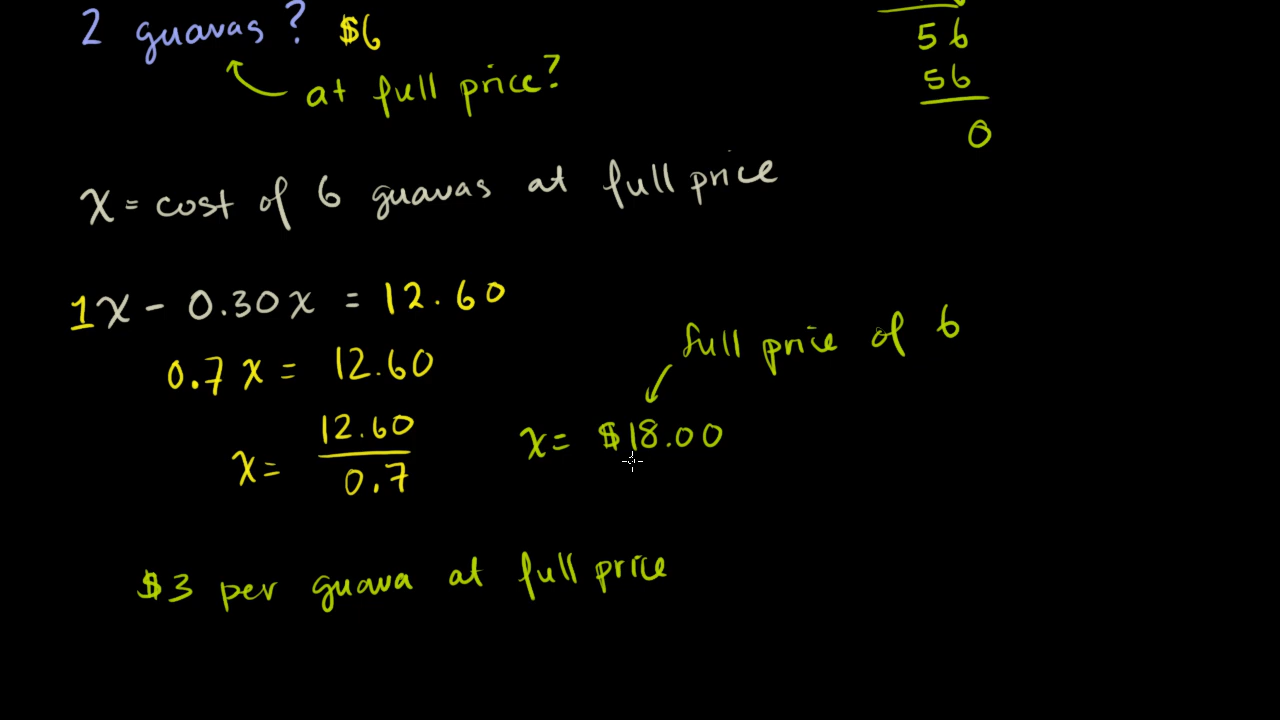 2 guavas? $6
at full price?
56
56
0
x = cost of 6 guavas at full price
1x - 0.30x = 12.60
0.7x = 12.60
x = 12.60 / 0.7
full price of 6
x = $18.00
$3 per guava at full price